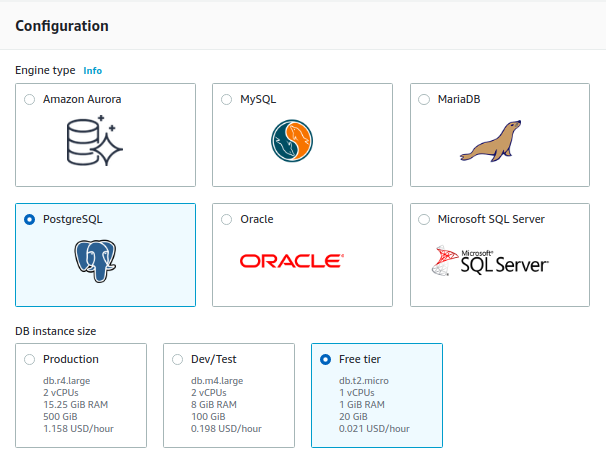 Configuration
Engine type Info
Amazon Aurora
MySQL
MariaDB
PostgreSQL
Oracle
ORACLE
Microsoft SQL Server
Microsoft®
SQL Server
DB instance size
Production
db.r4.large
2 vCPUs
15.25 GiB RAM
500 GiB
1.158 USD/hour
Dev/Test
db.m4.large
2 vCPUs
8 GiB RAM
100 GiB
0.198 USD/hour
Free tier
db.t2.micro
1 vCPUs
1 GiB RAM
20 GiB
0.021 USD/hour